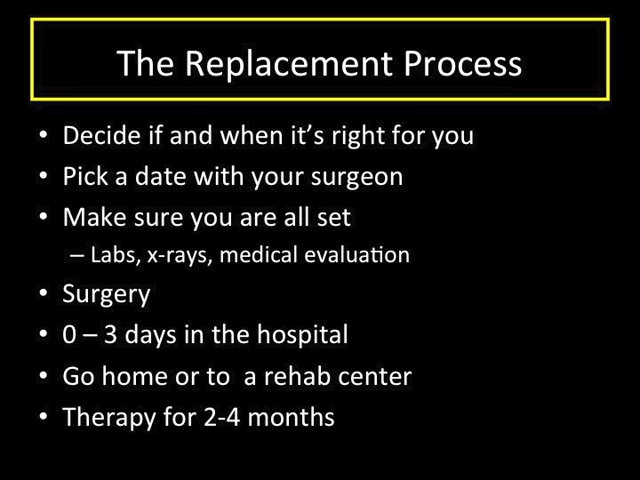 The Replacement Process
• Decide if and when it’s right for you
• Pick a date with your surgeon
• Make sure you are all set
– Labs, x-rays, medical evaluation
• Surgery
• 0 – 3 days in the hospital
• Go home or to  a rehab center
• Therapy for 2-4 months